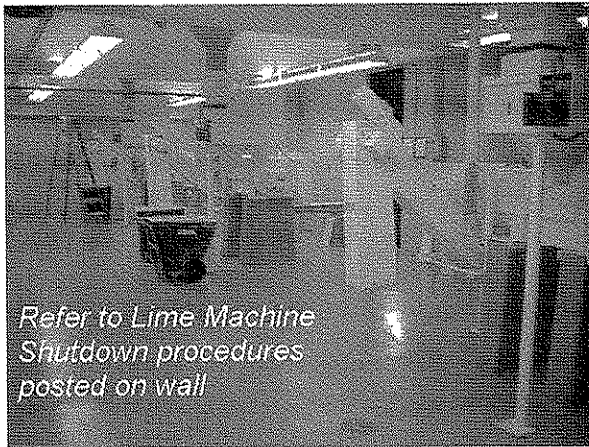 Refer to Lime Machine
Shutdown procedures
posted on wall